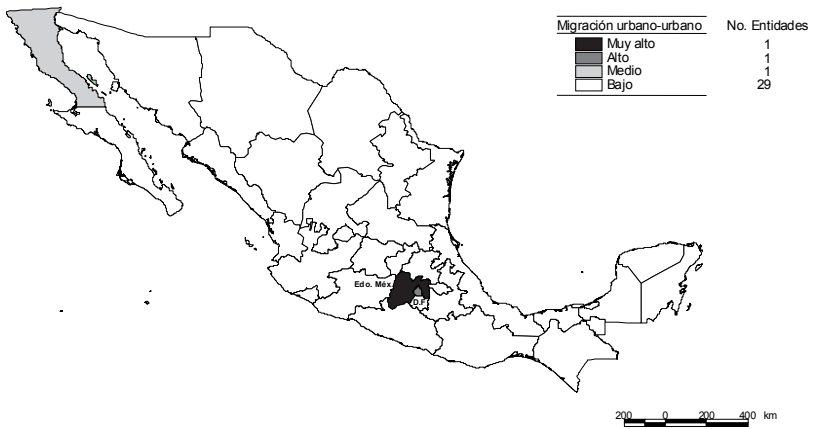 Migración urbano-urbano No. Entidades
Muy alto 1
Alto 1
Medio 1
Bajo 29
Edo. Méx.
D.F
200 0 200 400 km